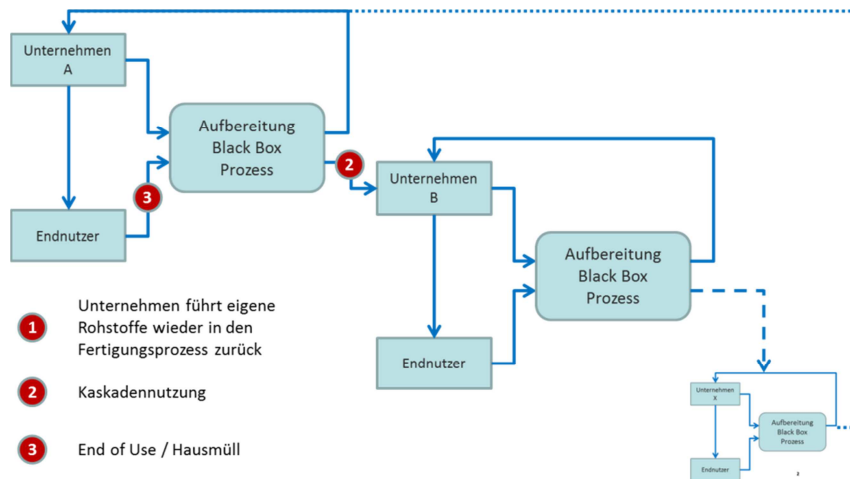 Unternehmen
A
Aufbereitung
Black Box
Prozess
2
3
Endnutzer
Unternehmen
B
Aufbereitung
Black Box
Prozess
Endnutzer
1
Unternehmen führt eigene
Rohstoffe wieder in den
Fertigungsprozess zurück
2
Kaskadennutzung
3
End of Use / Hausmüll
Unternehmen
X
Aufbereitung
Black Box
Prozess
Endnutzer